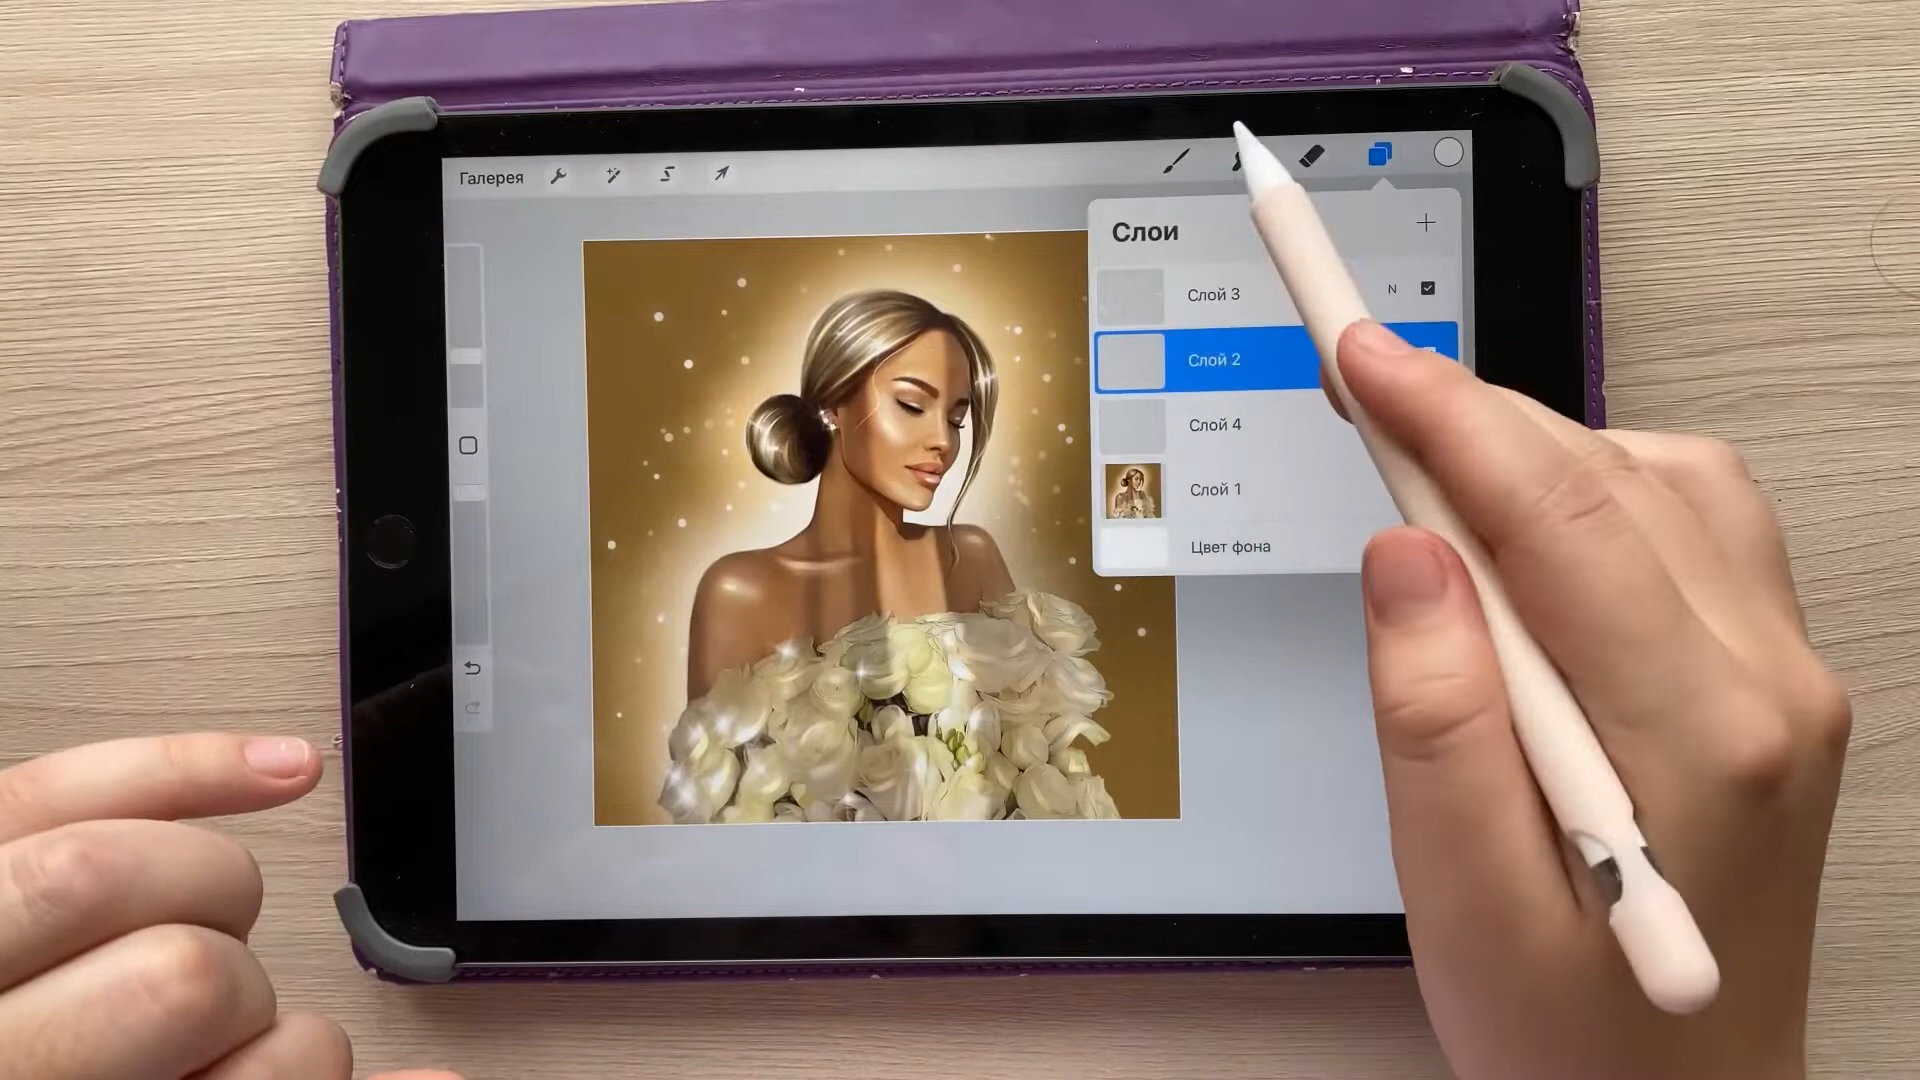 Галерея
Слои
Слой 3
N
Слой 2
Слой 4
Слой 1
Цвет фона